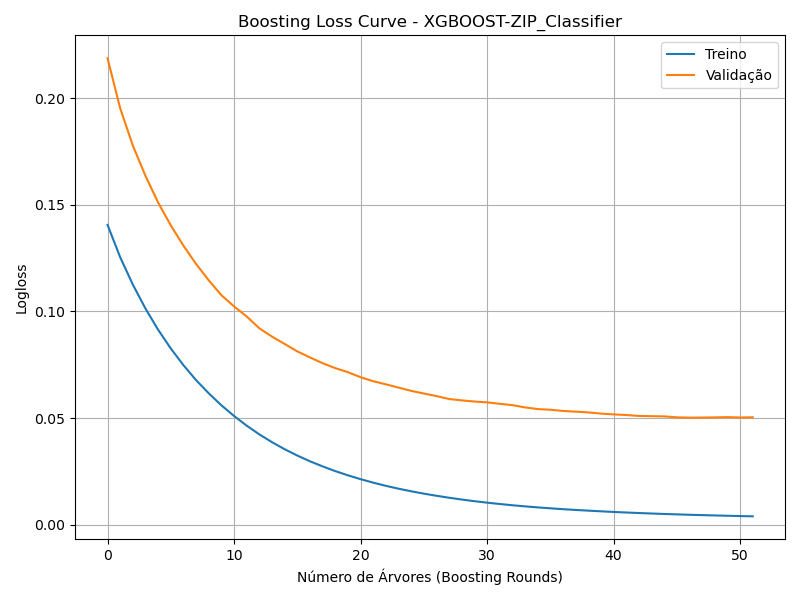 Boosting Loss Curve - XGBOOST-ZIP_Classifier
Treino
Validação
0.20
0.15
0.10
0.05
0.00
Logloss
0
10
20
30
40
50
Número de Árvores (Boosting Rounds)